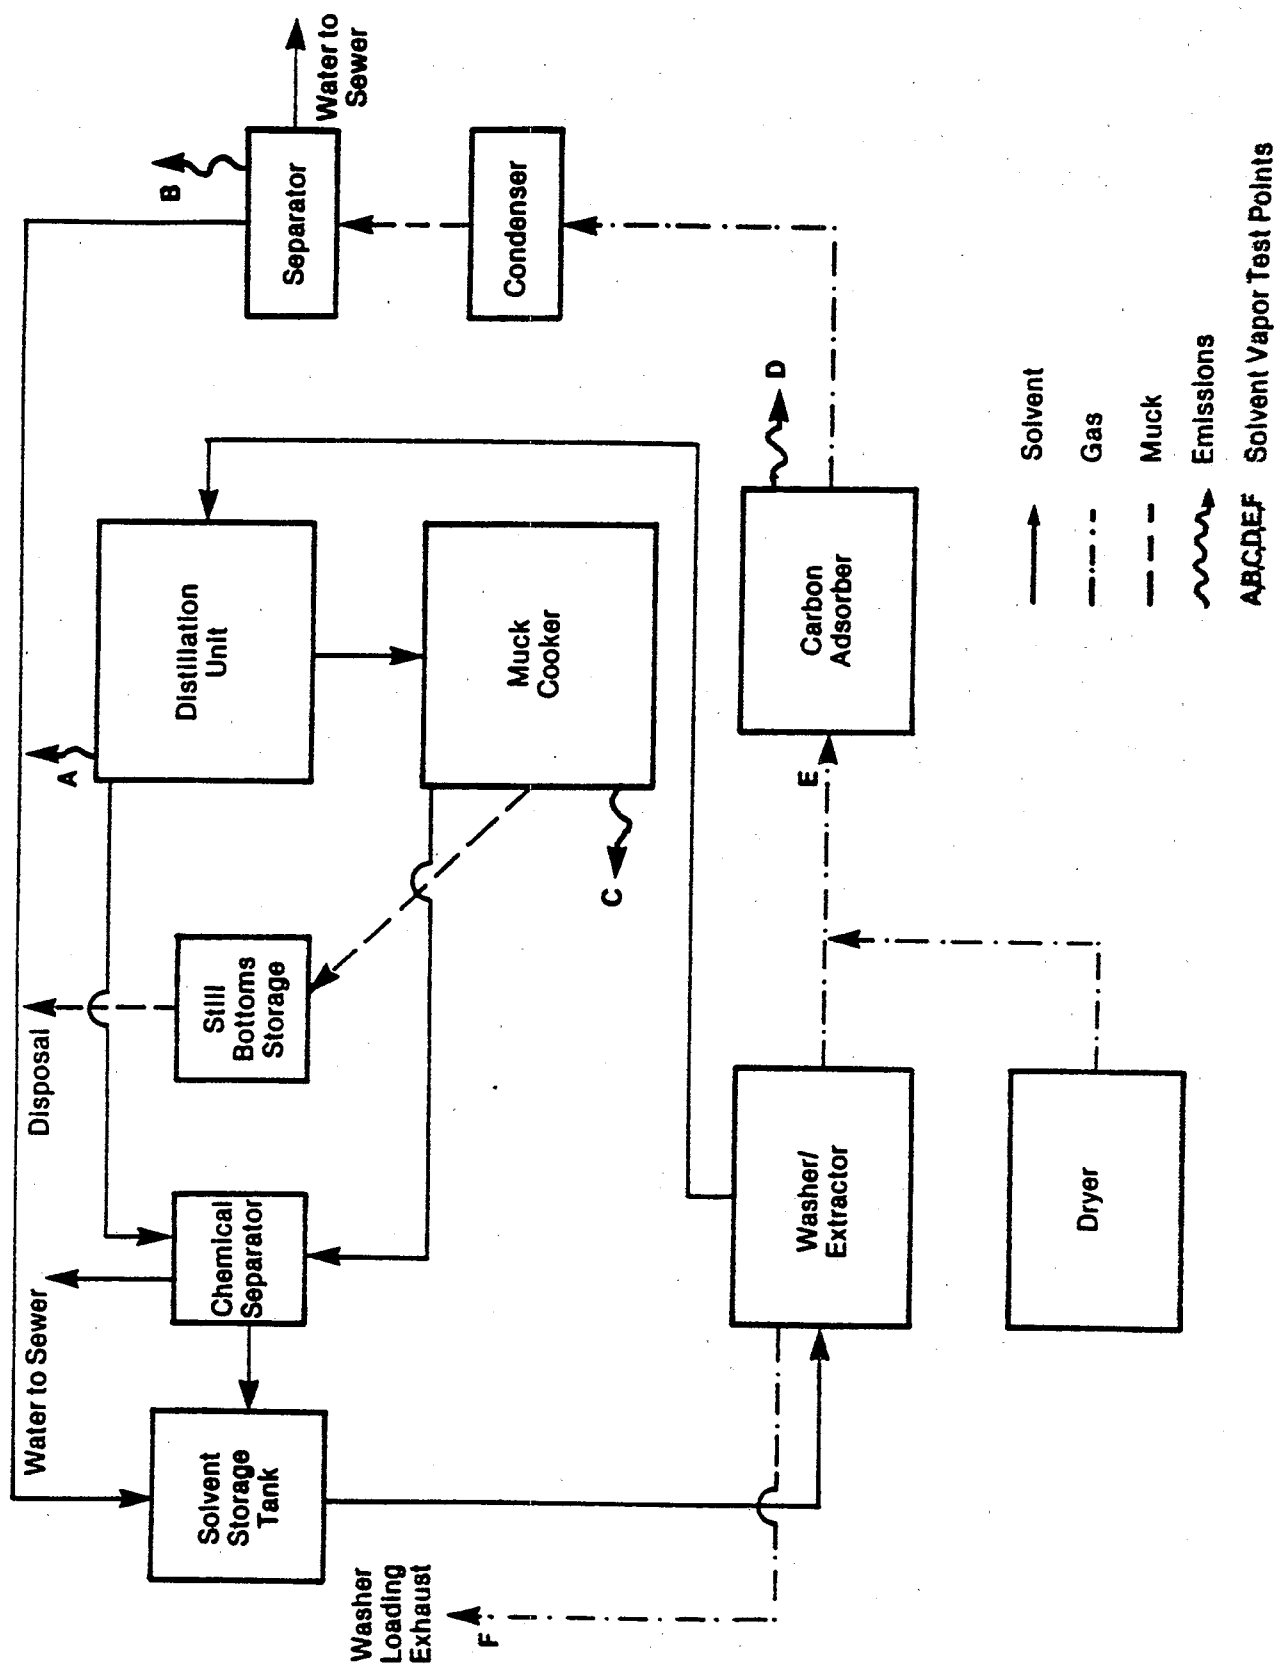 Water to
Sewer
B
Separator
Condenser
D
Distillation
Unit
A
Muck
Cooker
C
Carbon
Adsorber
E
Disposal
Still
Bottoms
Storage
Water to Sewer
Chemical
Separator
Solvent
Storage
Tank
Washer/
Extractor
Dryer
Washer
Loading
Exhaust
F
Solvent
Gas
Muck
Emissions
A,B,C,D,E,F Solvent Vapor Test Points